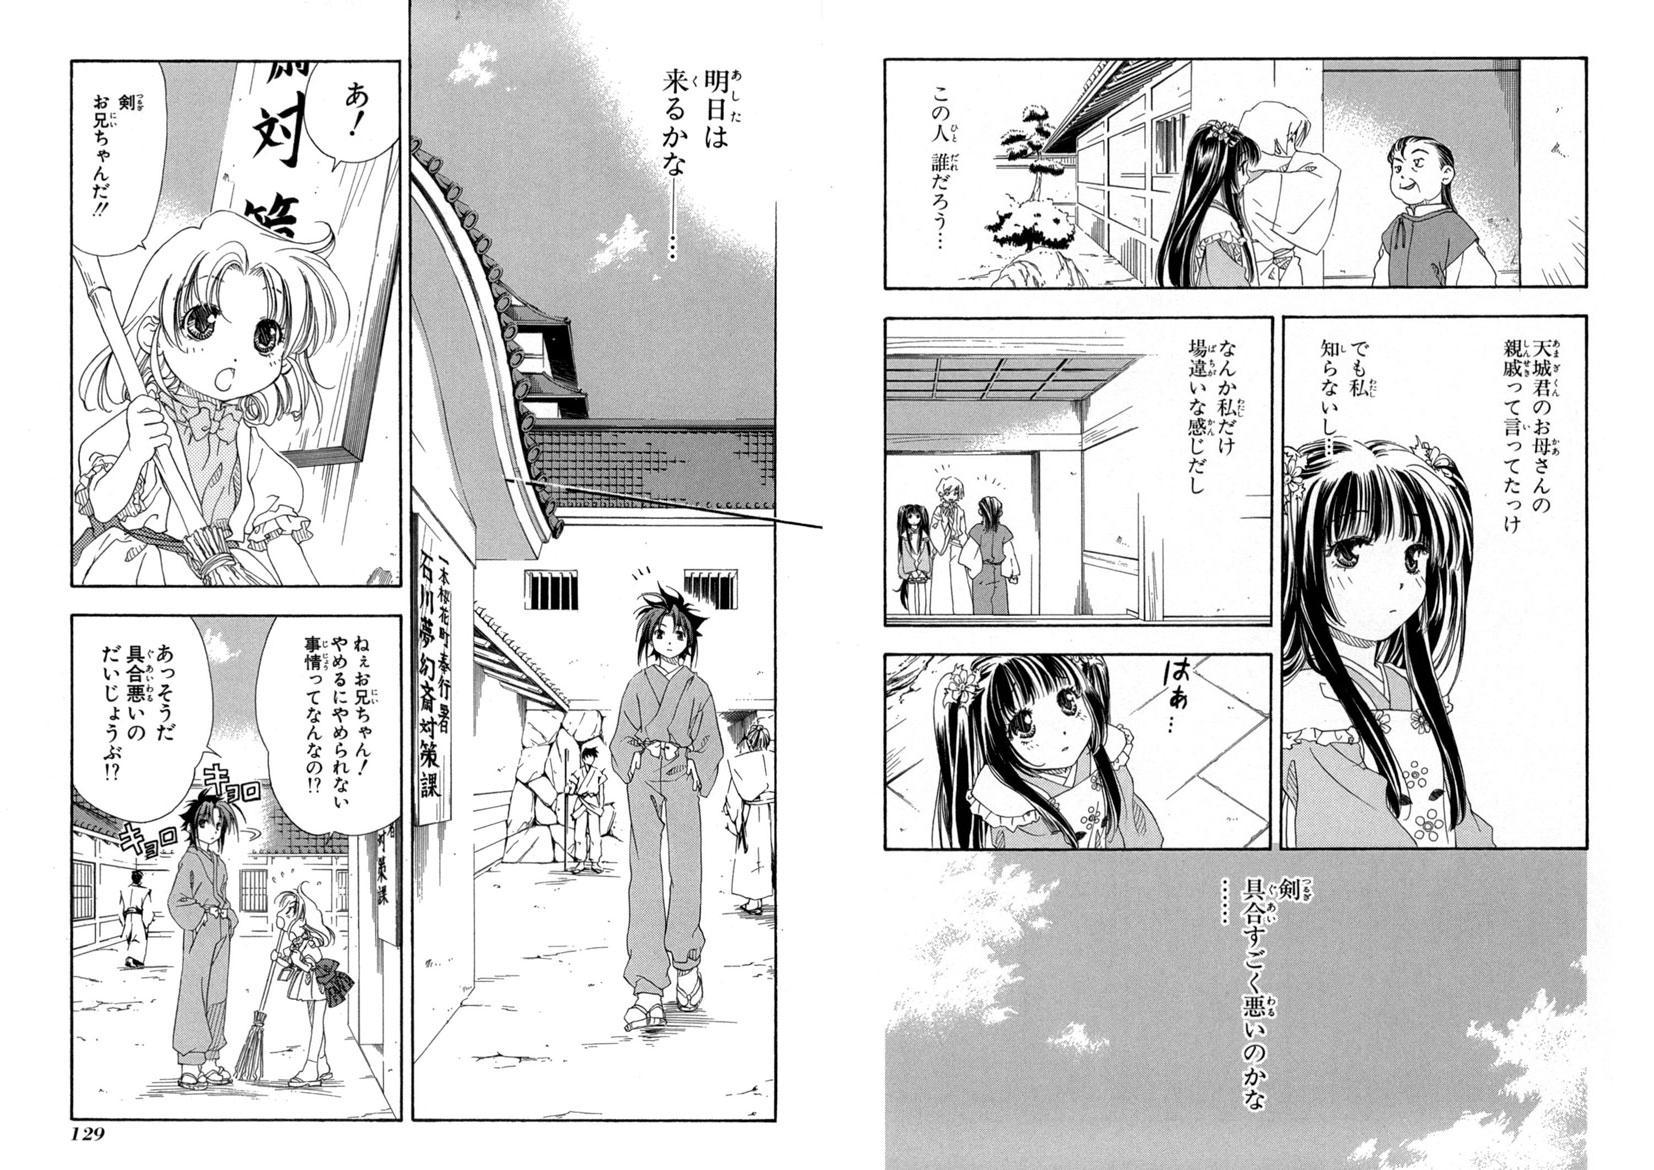 この人 誰だろう…
天城君のお母さんの
親戚って言ってたっけ
でも私
知らないし…
なんか私だけ
場違いな感じだし
はぁ…
剣
具合すごく悪いのかな
……
明日は
来るかな……
一本桜花町奉行署
石川夢幻斎対策課
あ！
剣
お兄ちゃんだ!!
斎対策
ねぇお兄ちゃん！
やめるにやめられない
事情ってなんなの!?
あっそうだ
具合悪いの
だいじょうぶ!?
キョロ
キョロ
署
対策課
129